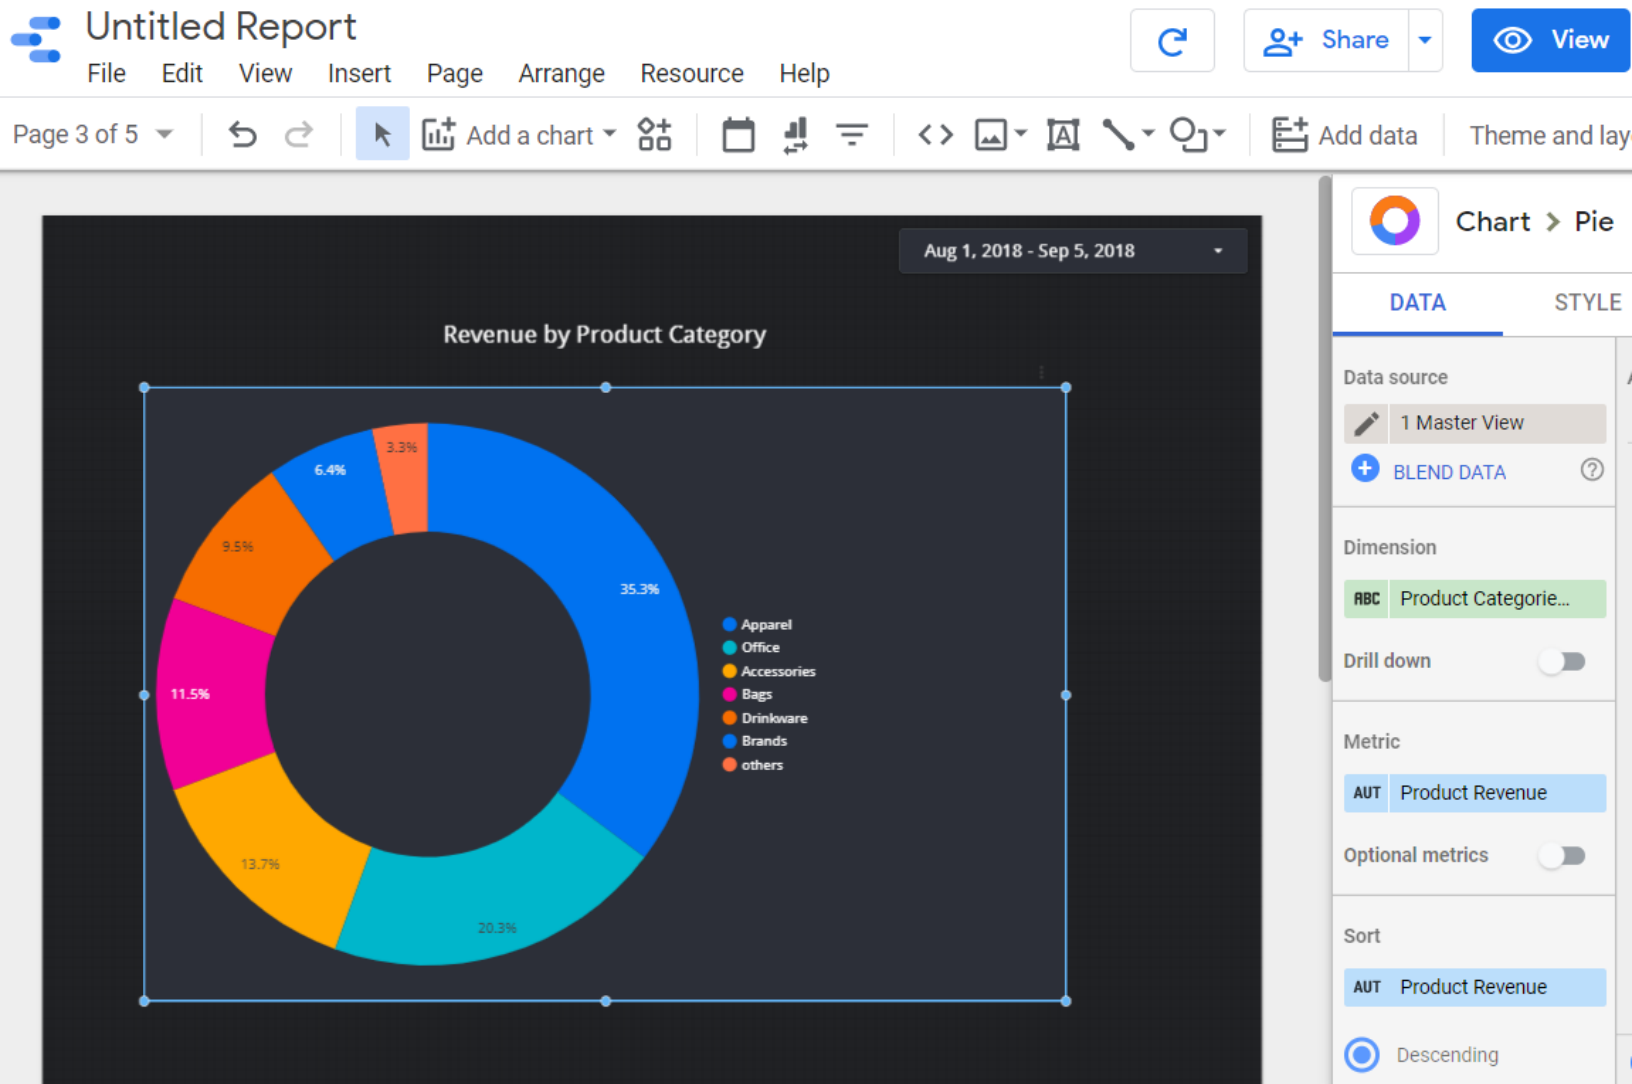 Untitled Report
File Edit View Insert Page Arrange Resource Help
Share
View
Page 3 of 5
Add a chart
Add data
Theme and lay
Aug 1, 2018 - Sep 5, 2018
Revenue by Product Category
3.3%
6.4%
9.5%
35.3%
11.5%
13.7%
20.3%
Apparel
Office
Accessories
Bags
Drinkware
Brands
others
Chart > Pie
DATA STYLE
Data source
1 Master View
BLEND DATA
Dimension
ABC Product Categorie...
Drill down
Metric
AUT Product Revenue
Optional metrics
Sort
AUT Product Revenue
Descending